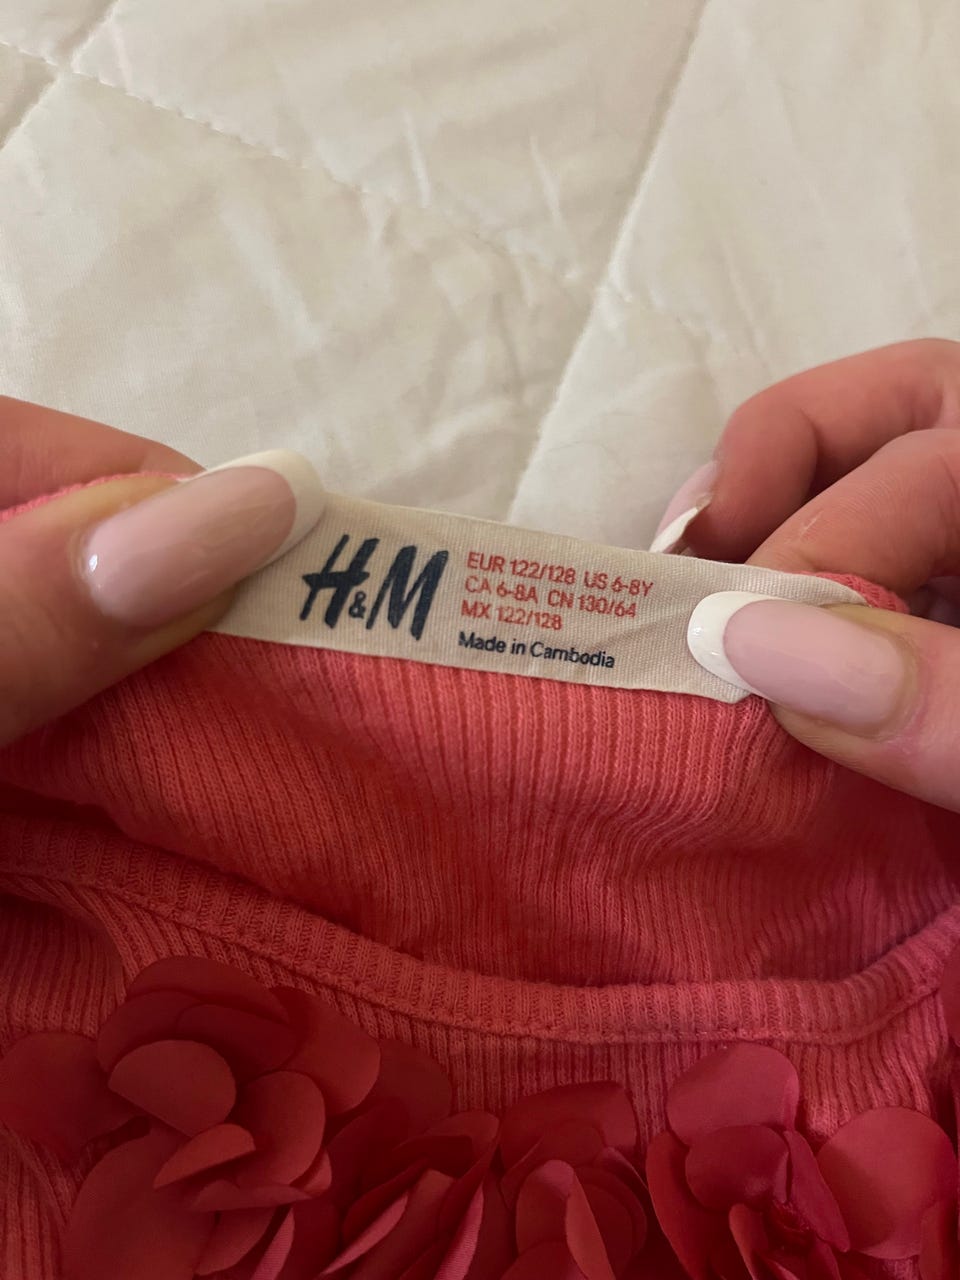 H&M
EUR 122/128 US 6-8Y
CA 6-8A CN 130/64
MX 122/128
Made in Cambodia